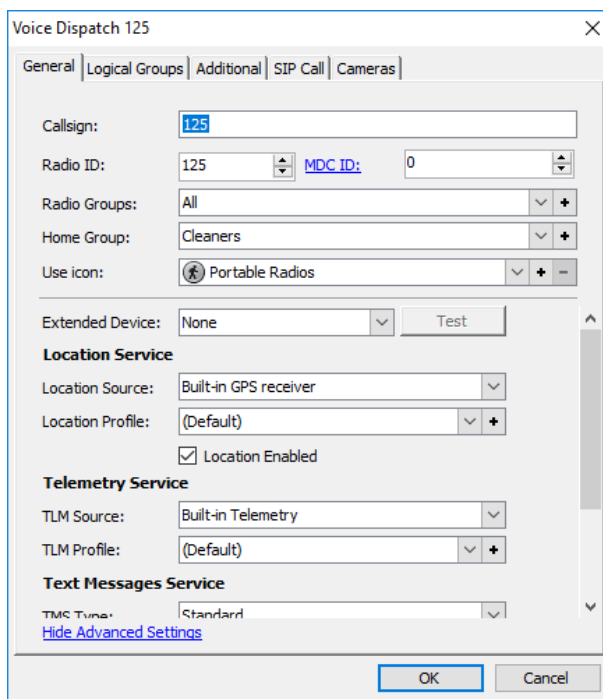 Voice Dispatch 125
General Logical Groups Additional SIP Call Cameras
Callsign: 125
Radio ID: 125 MDC ID: 0
Radio Groups: All
Home Group: Cleaners
Use icon: Portable Radios
Extended Device: None Test
Location Service
Location Source: Built-in GPS receiver
Location Profile: (Default)
Location Enabled
Telemetry Service
TLM Source: Built-in Telemetry
TLM Profile: (Default)
Text Messages Service
TMS Type: Standard
Hide Advanced Settings
OK Cancel